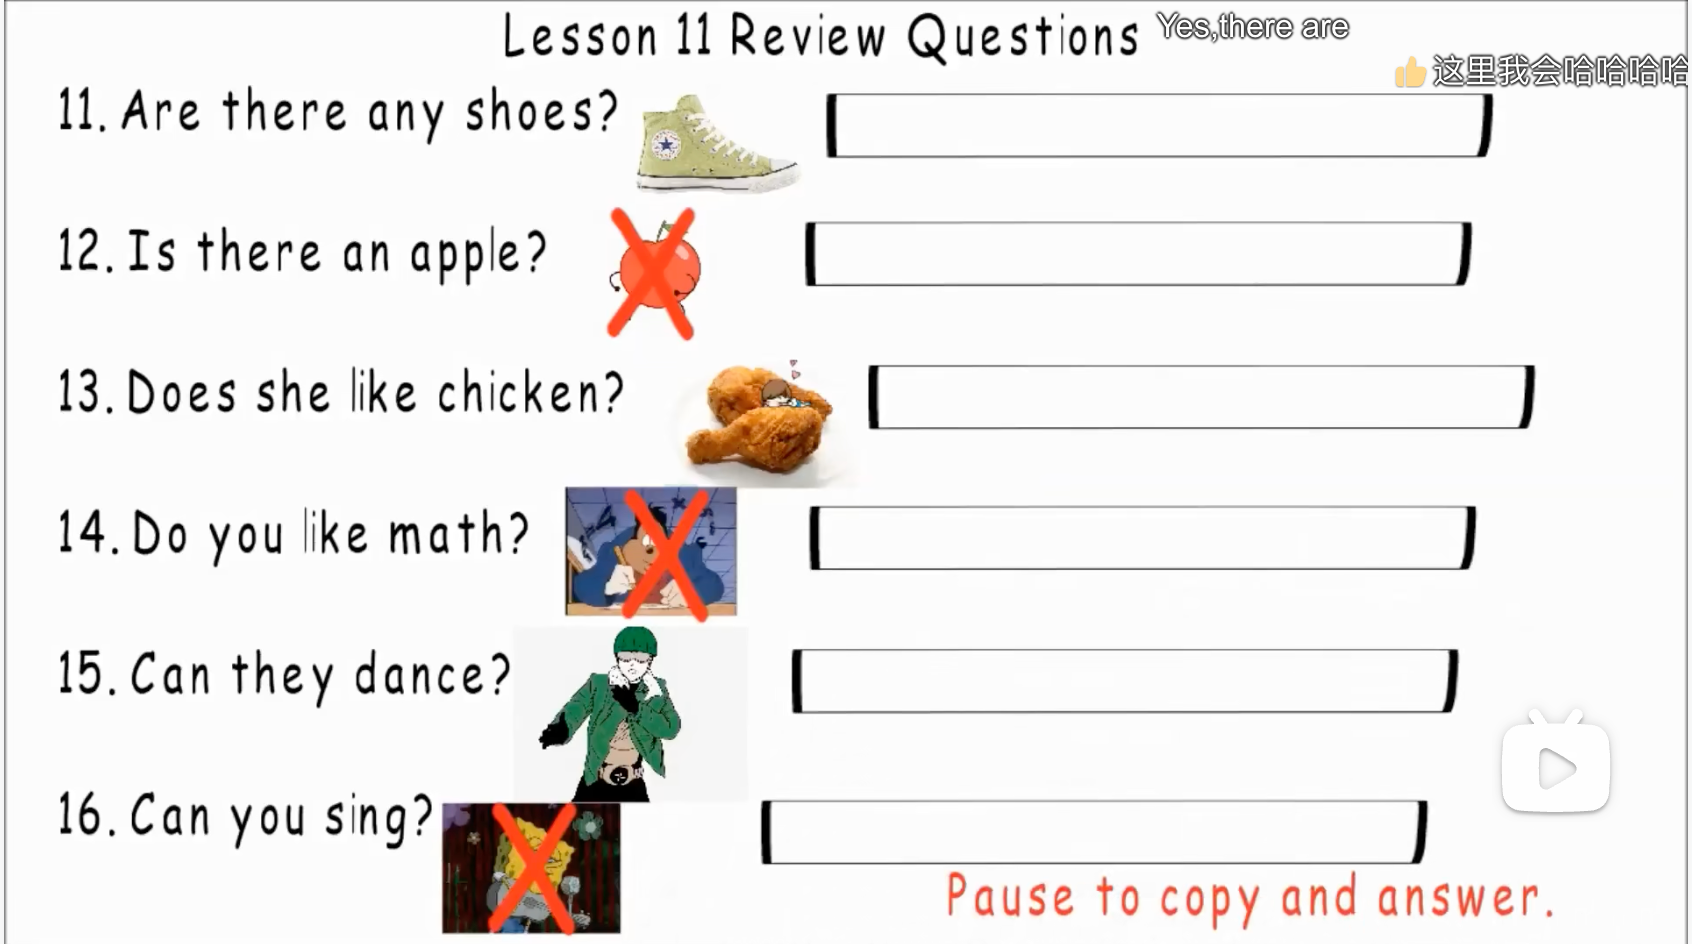 Lesson 11 Review Questions
Yes,there are
这里我会哈哈哈哈
11. Are there any shoes?
12. Is there an apple?
13. Does she like chicken?
14. Do you like math?
15. Can they dance?
16. Can you sing?
Pause to copy and answer.